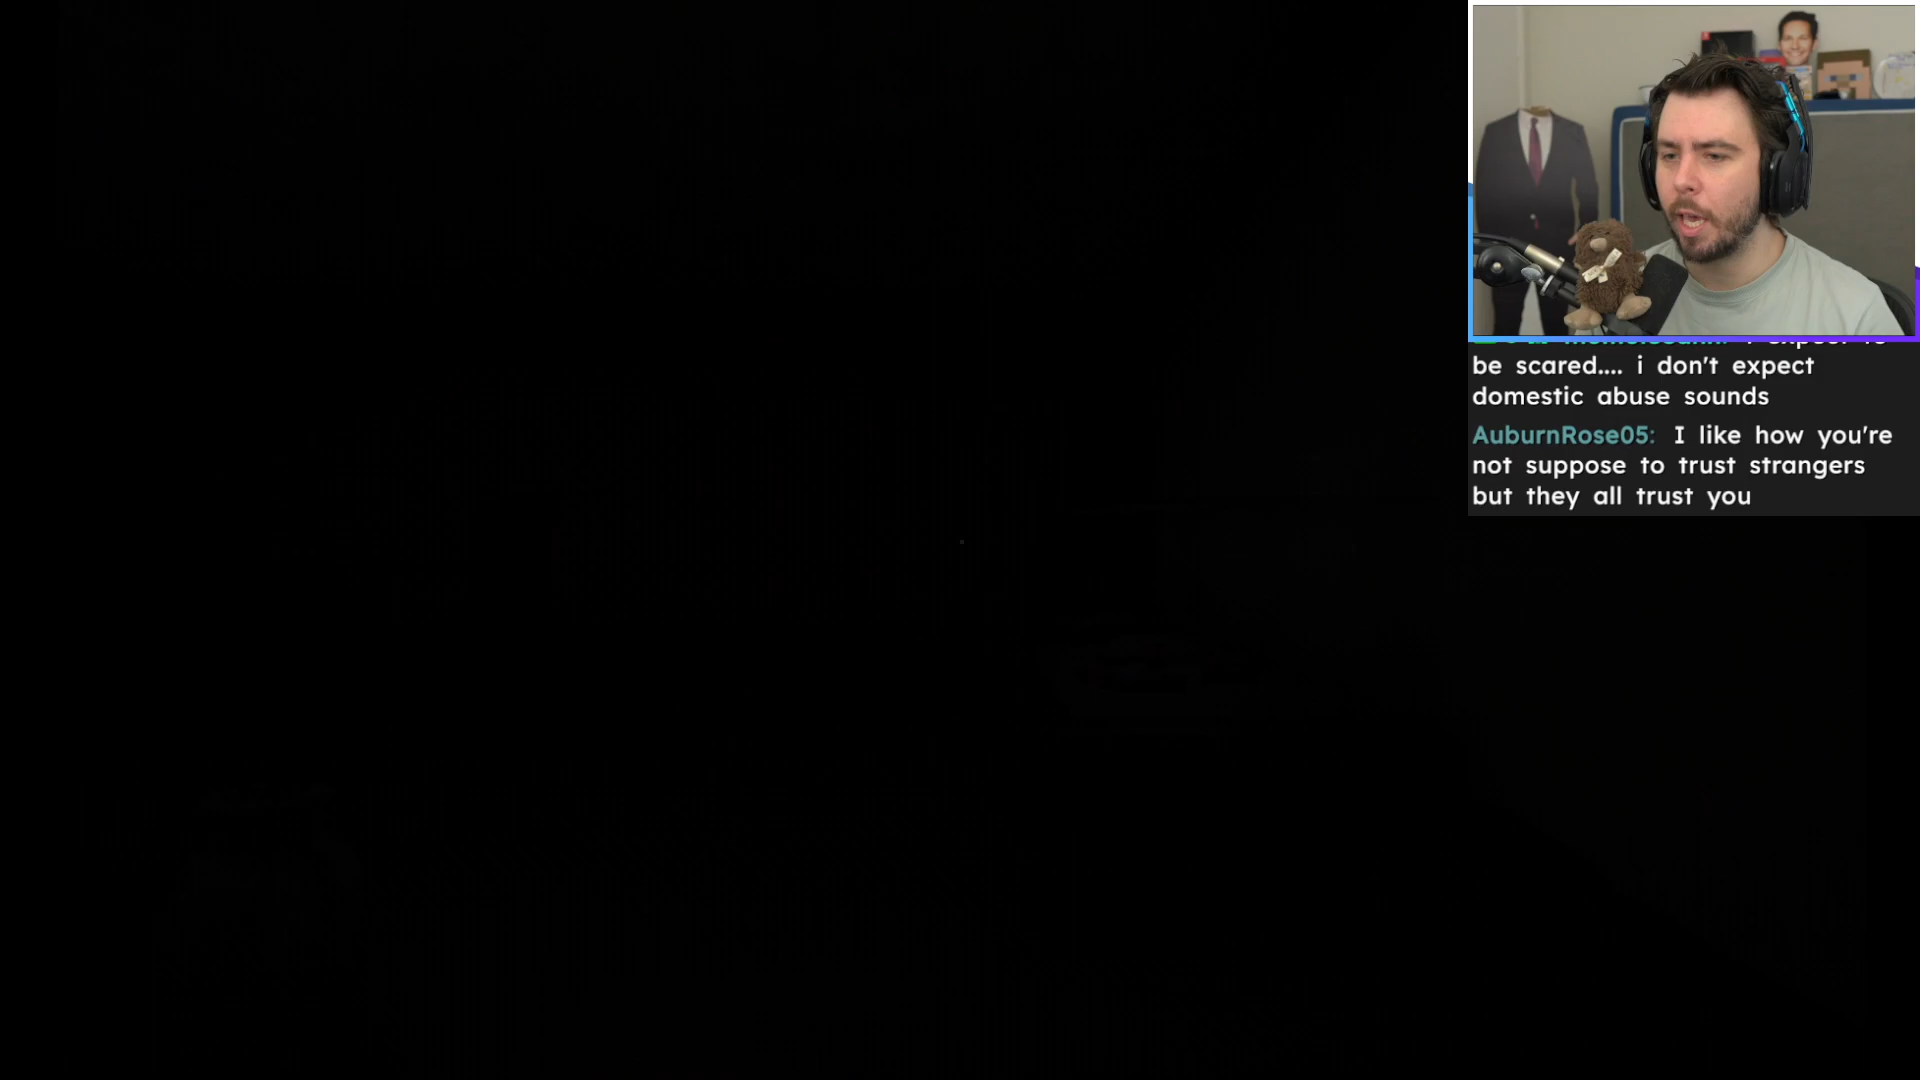 be scared.... i don't expect
domestic abuse sounds
AuburnRose05: I like how you're
not suppose to trust strangers
but they all trust you